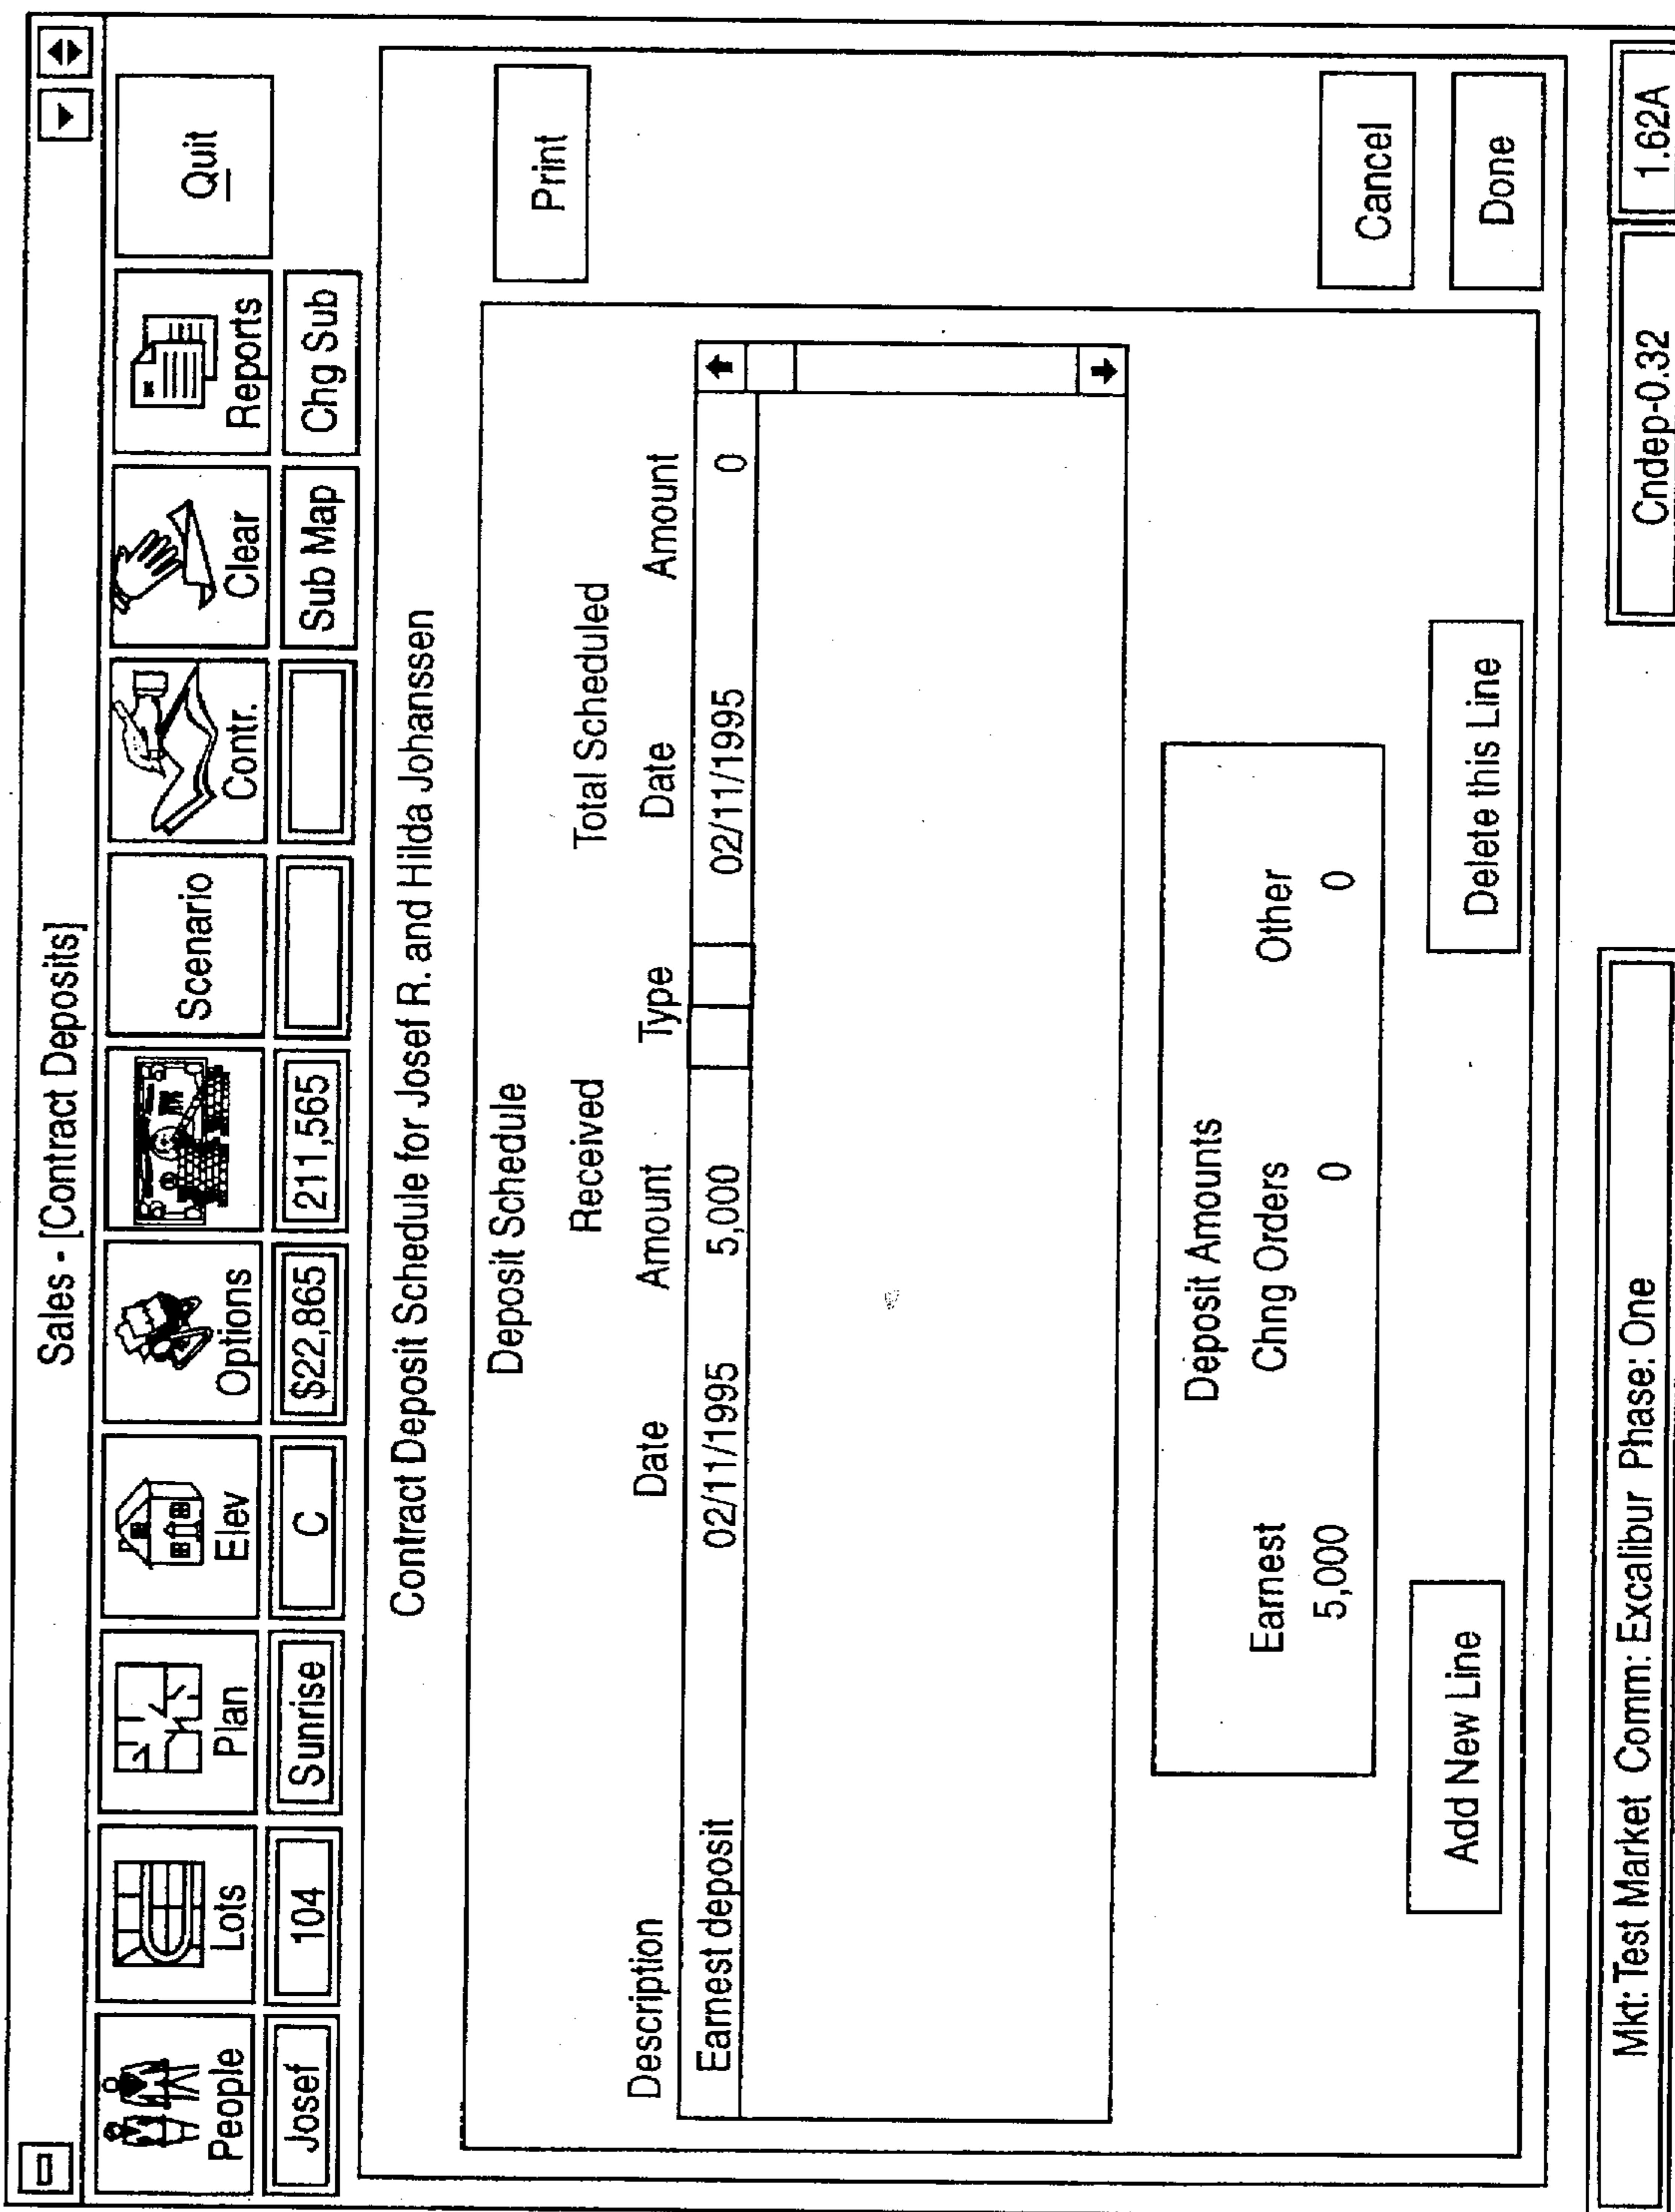 Sales - [Contract Deposits]
People Lots Plan Elev Options Scenario Contr. Clear Reports Quit
Josef 104 Sunrise C $22,865 211,565 Sub Map Chg Sub
Contract Deposit Schedule for Josef R. and Hilda Johanssen
Deposit Schedule
Print
Received Total Scheduled
Description Date Amount Type Date Amount
Earnest deposit 02/11/1995 5,000 02/11/1995 0
Deposit Amounts
Earnest Chng Orders Other
5,000 0 0
Cancel
Add New Line Delete this Line Done
Mkt: Test Market Comm: Excalibur Phase: One Cndep-0.32 1.62A